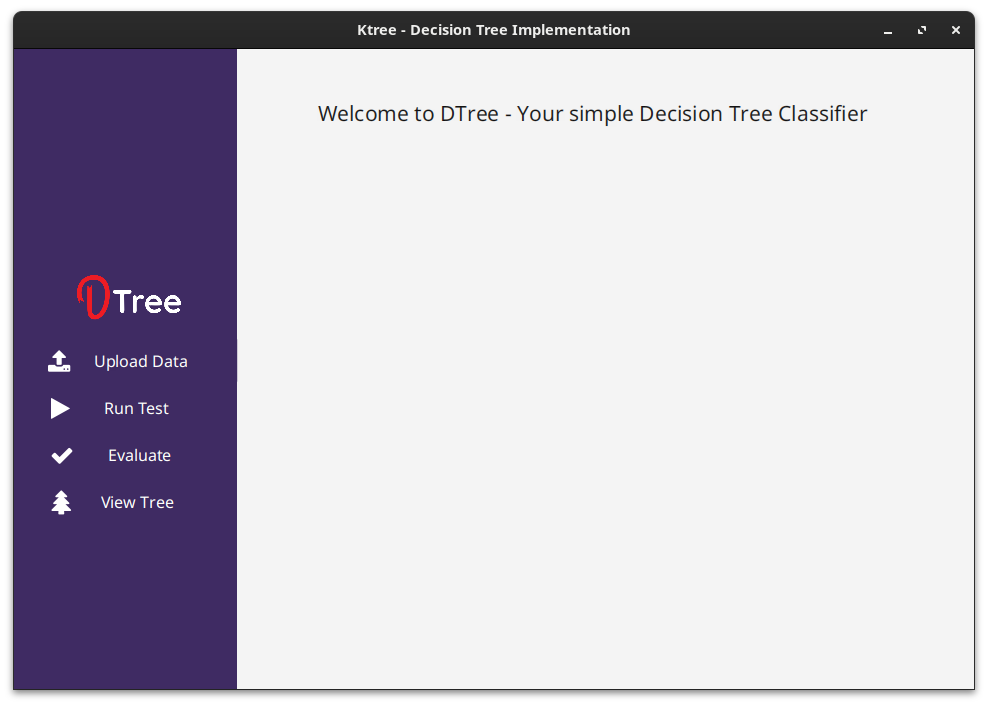 Ktree - Decision Tree Implementation
Welcome to DTree - Your simple Decision Tree Classifier
DTree
Upload Data
Run Test
Evaluate
View Tree